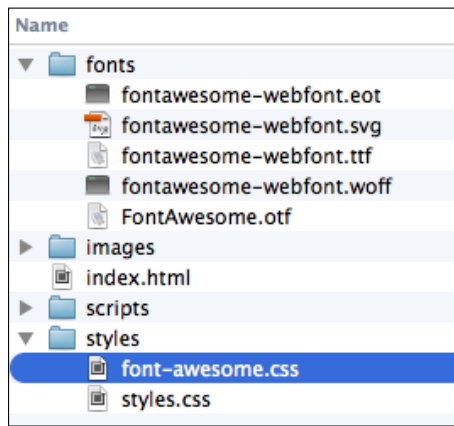 Name
fonts
fontawesome-webfont.eot
fontawesome-webfont.svg
fontawesome-webfont.ttf
fontawesome-webfont.woff
FontAwesome.otf
images
index.html
scripts
styles
font-awesome.css
styles.css